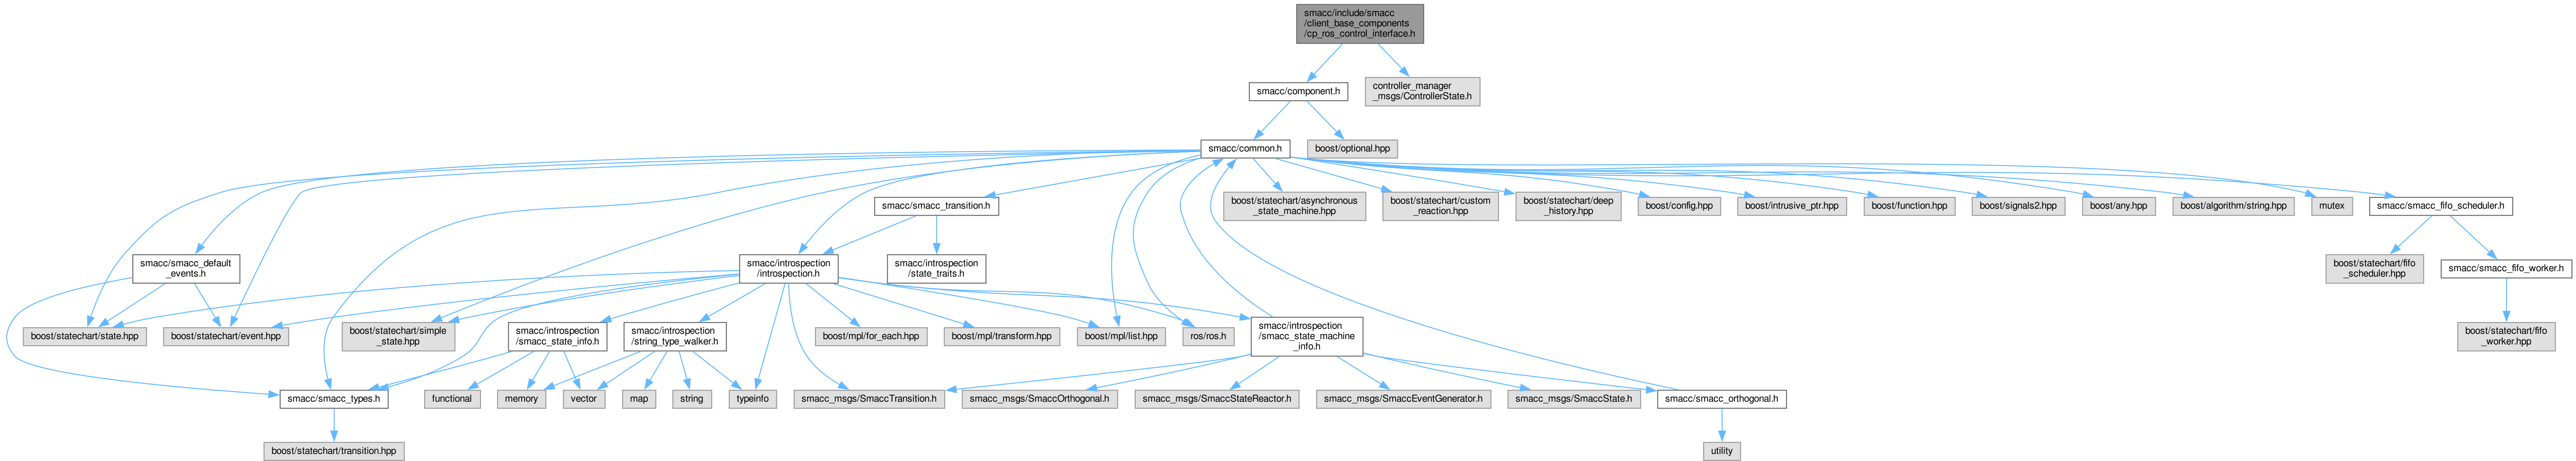 smacc/include/smacc
/client_base_components
/cp_ros_control_interface.h
smacc/component.h
controller_manager
_msgs/ControllerState.h
smacc/common.h
boost/optional.hpp
smacc/smacc_transition.h
boost/statechart/asynchronous
_state_machine.hpp
boost/statechart/custom
_reaction.hpp
boost/statechart/deep
_history.hpp
boost/config.hpp
boost/intrusive_ptr.hpp
boost/function.hpp
boost/signals2.hpp
boost/any.hpp
boost/algorithm/string.hpp
mutex
smacc/smacc_fifo_scheduler.h
smacc/smacc_default
_events.h
smacc/introspection
/introspection.h
smacc/introspection
/state_traits.h
boost/statechart/fifo
_scheduler.hpp
smacc/smacc_fifo_worker.h
boost/statechart/state.hpp
boost/statechart/event.hpp
boost/statechart/simple
_state.hpp
smacc/introspection
/smacc_state_info.h
smacc/introspection
/string_type_walker.h
boost/mpl/for_each.hpp
boost/mpl/transform.hpp
boost/mpl/list.hpp
ros/ros.h
smacc/introspection
/smacc_state_machine
_info.h
boost/statechart/fifo
_worker.hpp
smacc/smacc_types.h
functional
memory
vector
map
string
typeinfo
smacc_msgs/SmaccTransition.h
smacc_msgs/SmaccOrthogonal.h
smacc_msgs/SmaccStateReactor.h
smacc_msgs/SmaccEventGenerator.h
smacc_msgs/SmaccState.h
smacc/smacc_orthogonal.h
boost/statechart/transition.hpp
utility